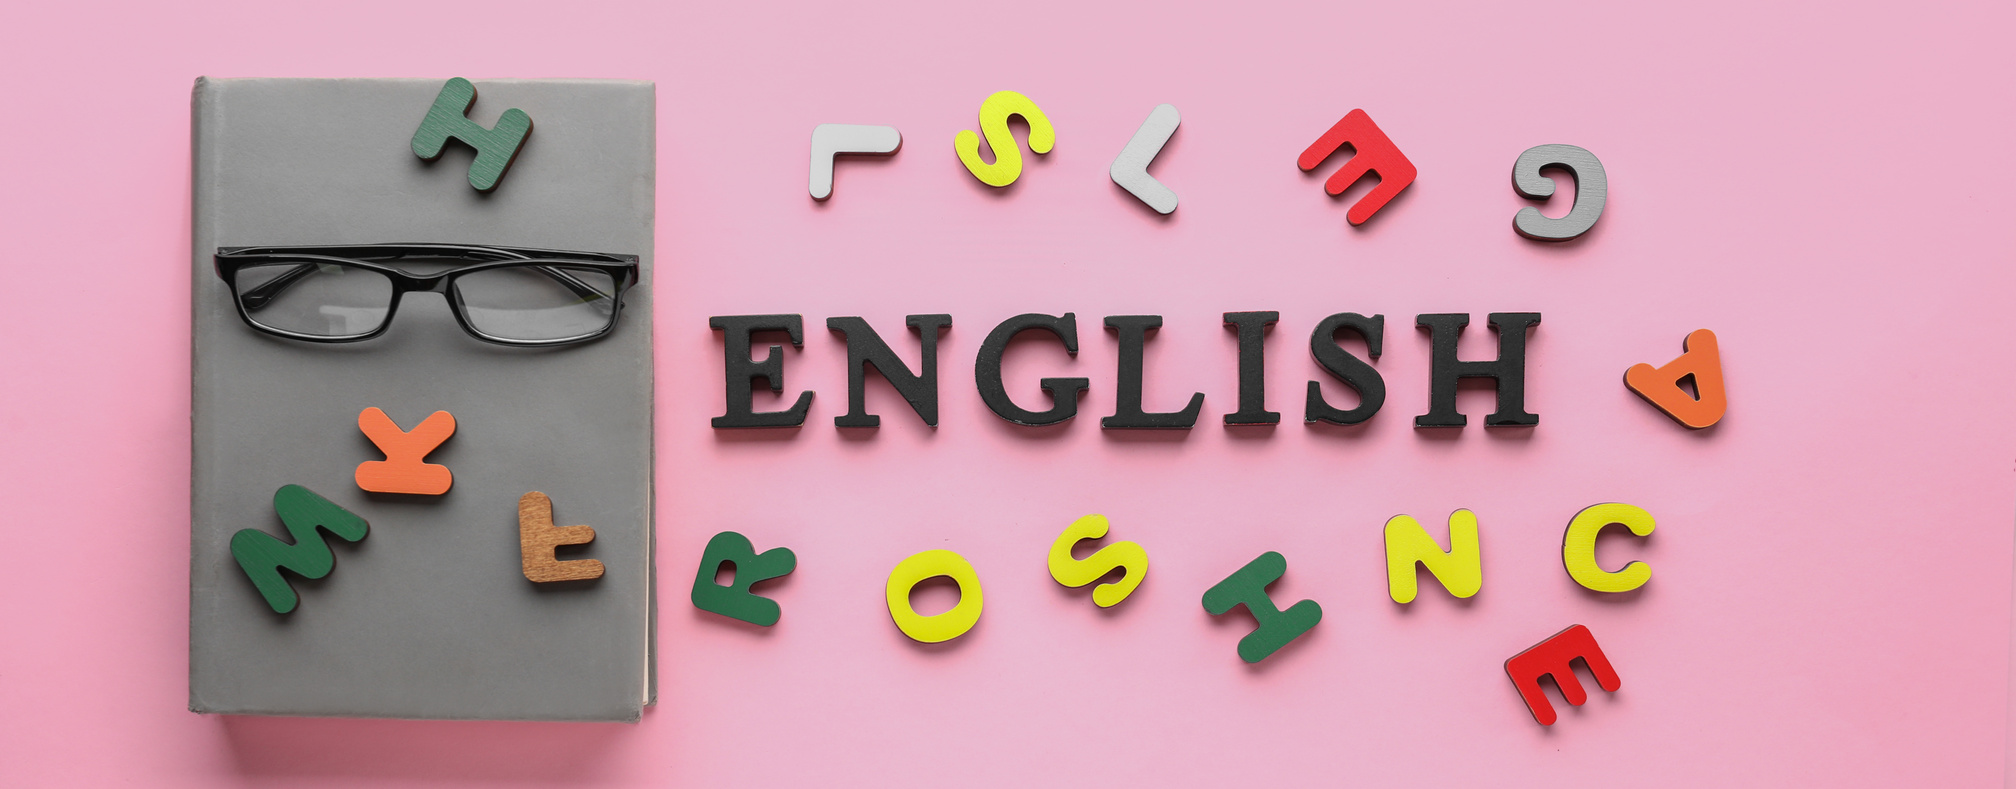 H
L S L E G
ENGLISH
A
K
M F
R O S H N C
E